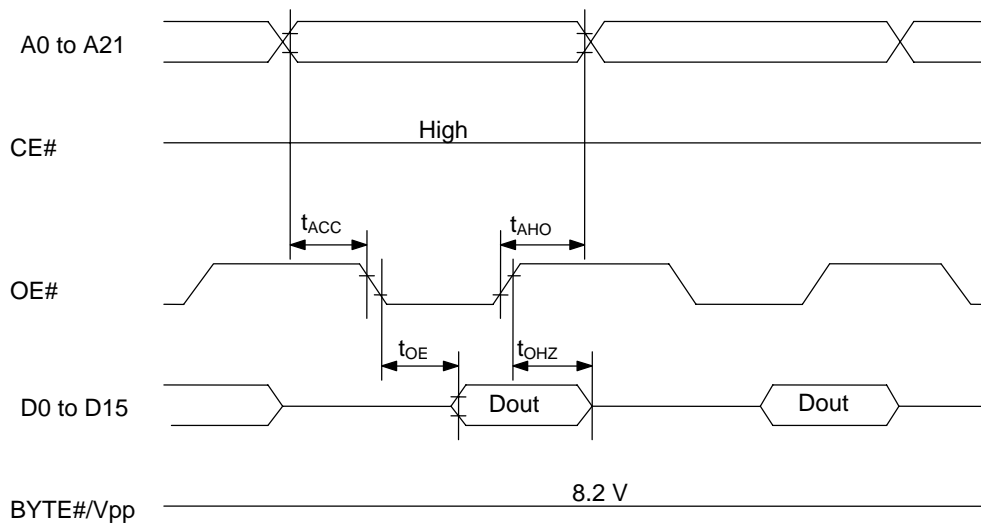 A0 to A21
CE#
High
tACC
tAHO
OE#
tOE
tOHZ
D0 to D15
Dout
Dout
BYTE#/Vpp
8.2 V